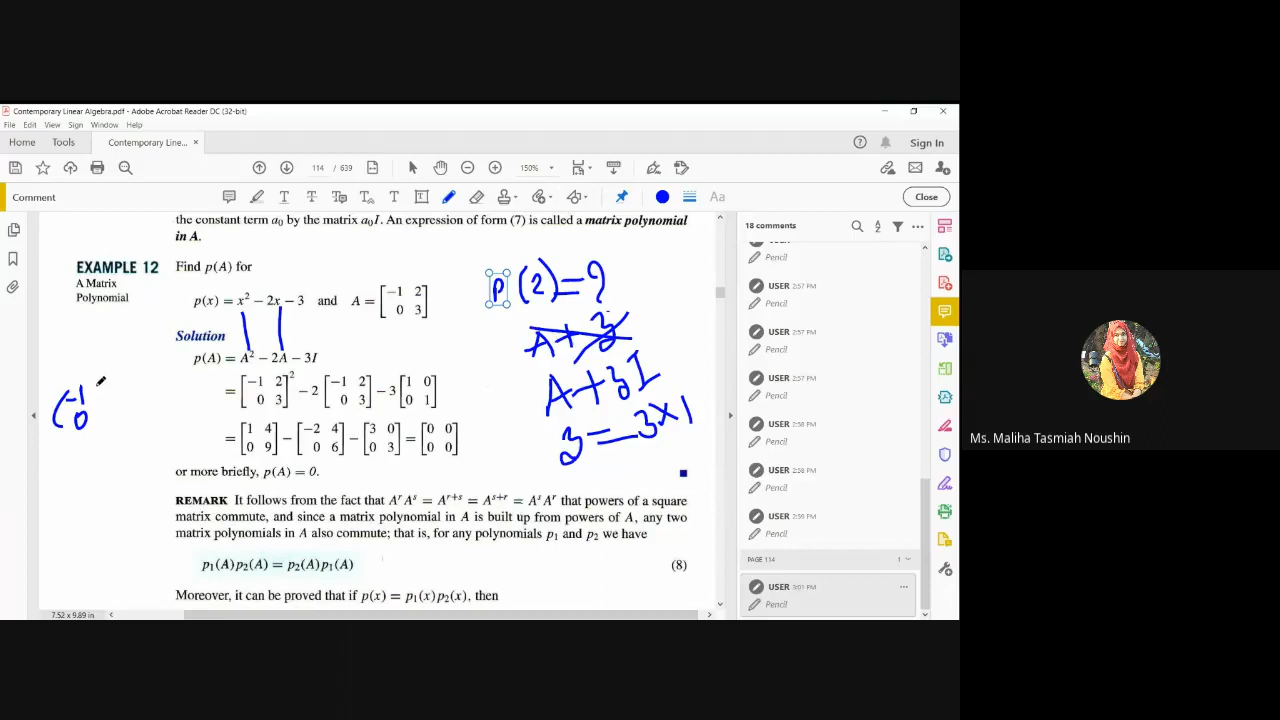 Contemporary Linear Algebra.pdf - Adobe Acrobat Reader DC (32-bit)
File Edit View Sign Window Help
Home Tools Contemporary Line... × Sign In
114 / 639 150%
Comment Aa Close
the constant term a₀ by the matrix a₀I. An expression of form (7) is called a matrix polynomial
in A.
EXAMPLE 12 Find p(A) for
A Matrix
Polynomial
p(x) = x² − 2x − 3 and A = [−1 2; 0 3]
Solution
p(A) = A² − 2A − 3I
= [−1 2; 0 3]² − 2 [−1 2; 0 3] − 3 [1 0; 0 1]
= [1 4; 0 9] − [−2 4; 0 6] − [3 0; 0 3] = [0 0; 0 0]
or more briefly, p(A) = 0.
p (2) = ?
A + 3
A + 3I
3 = 3 × 1
( −1
0
REMARK It follows from the fact that AʳAˢ = Aʳ⁺ˢ = Aˢ⁺ʳ = AˢAʳ that powers of a square
matrix commute, and since a matrix polynomial in A is built up from powers of A, any two
matrix polynomials in A also commute; that is, for any polynomials p₁ and p₂ we have
p₁(A)p₂(A) = p₂(A)p₁(A) (8)
Moreover, it can be proved that if p(x) = p₁(x)p₂(x), then
7.52 x 9.89 in
18 comments
Pencil
USER 2:57 PM
Pencil
USER 2:57 PM
Pencil
USER 2:57 PM
Pencil
USER 2:58 PM
Pencil
USER 2:58 PM
Pencil
USER 2:59 PM
Pencil
PAGE 114 1
USER 3:01 PM
Pencil
Ms. Maliha Tasmiah Noushin